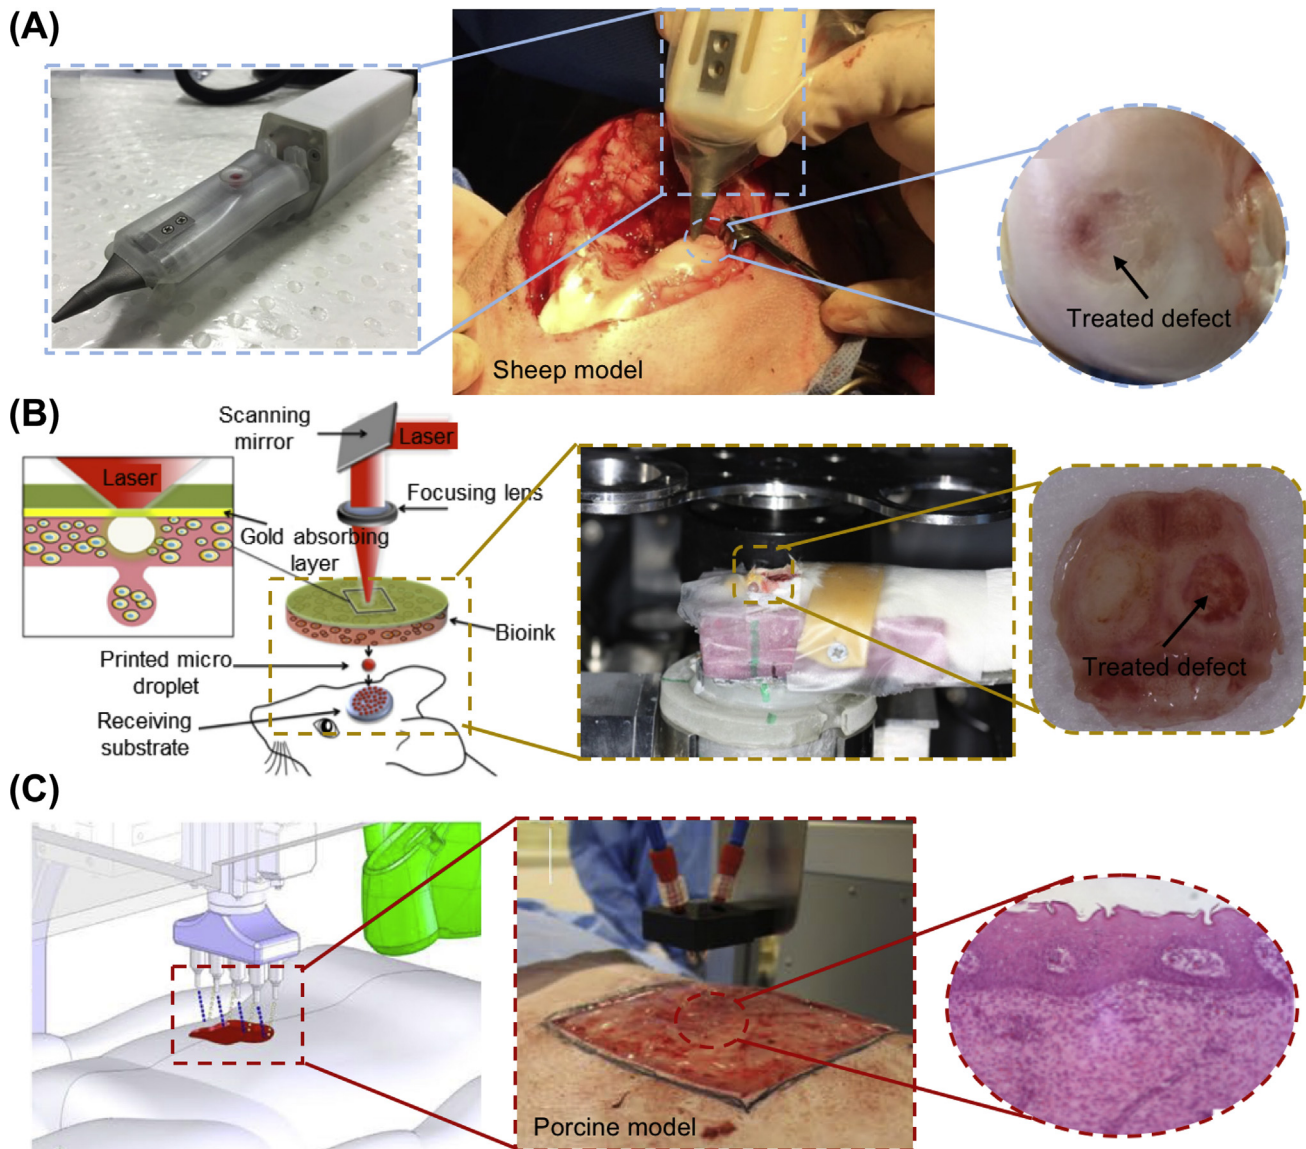 (A)
Sheep model
Treated defect
(B)
Scanning
mirror
Laser
Laser
Focusing lens
Gold absorbing
layer
Bioink
Printed micro
droplet
Receiving
substrate
Treated defect
(C)
Porcine model